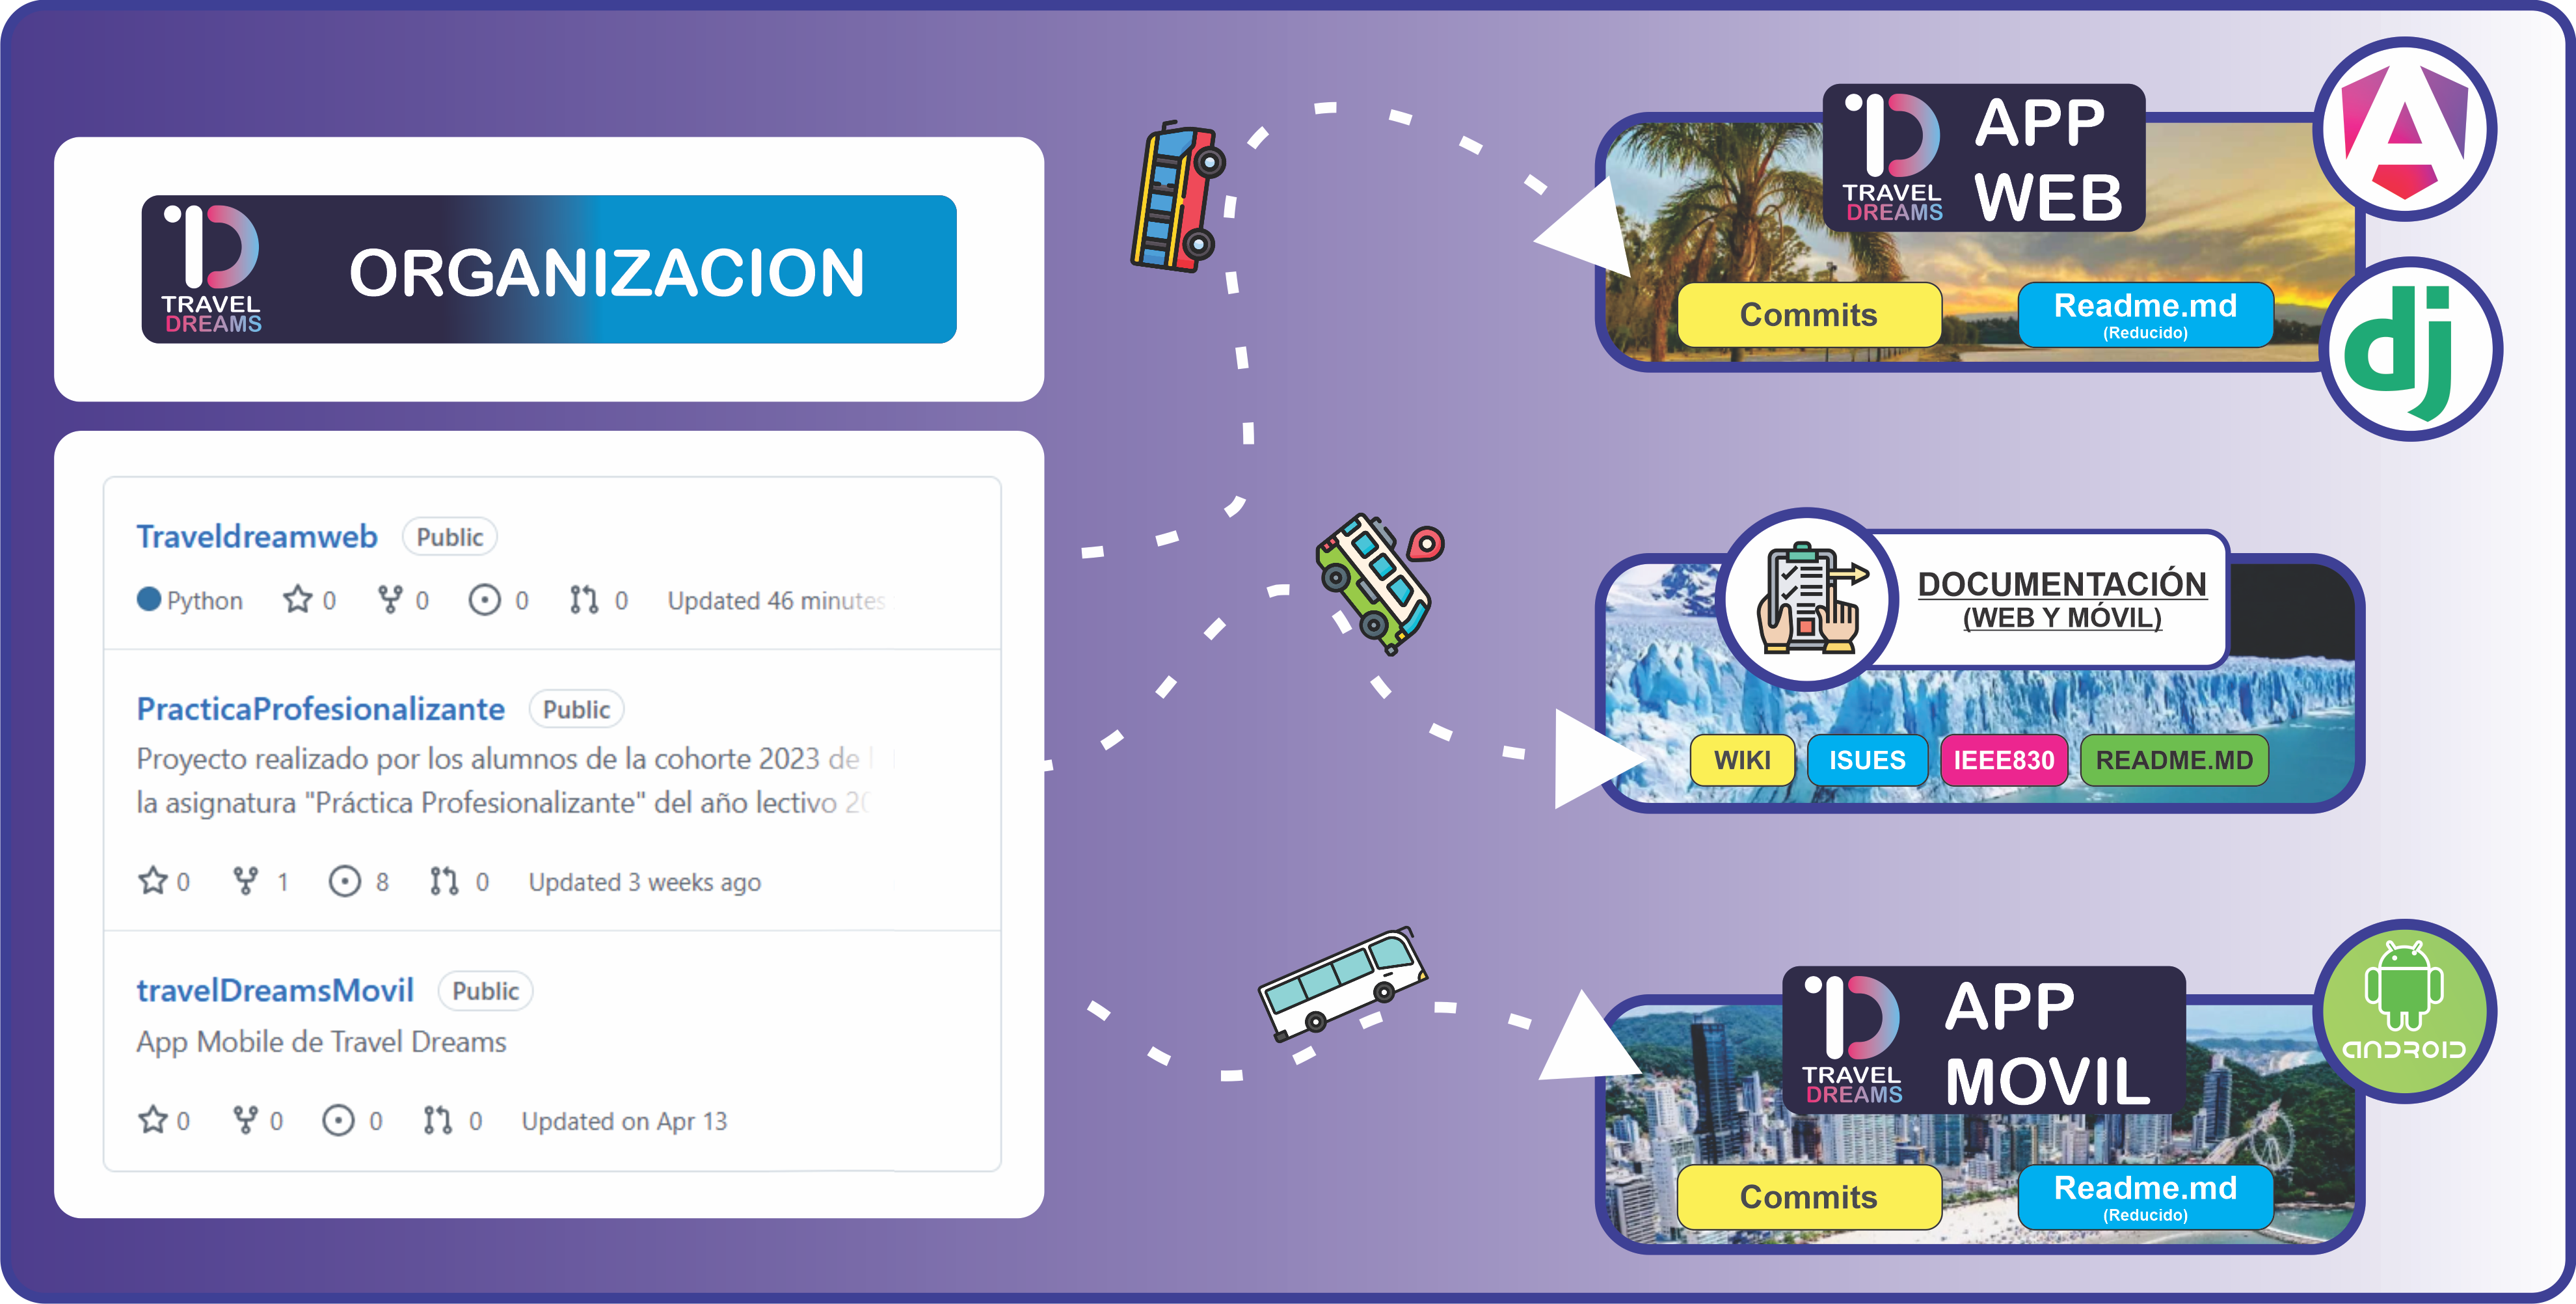 TRAVEL
DREAMS
ORGANIZACION
Traveldreamweb Public
Python 0 0 0 0 Updated 46 minutes
PracticaProfesionalizante Public
Proyecto realizado por los alumnos de la cohorte 2023 de
la asignatura "Práctica Profesionalizante" del año lectivo
0 1 8 0 Updated 3 weeks ago
travelDreamsMovil Public
App Mobile de Travel Dreams
0 0 0 0 Updated on Apr 13
TRAVEL
DREAMS
APP
WEB
Commits
Readme.md
(Reducido)
dj
DOCUMENTACIÓN
(WEB Y MÓVIL)
WIKI
ISUES
IEEE830
README.MD
TRAVEL
DREAMS
APP
MOVIL
ANDROID
Commits
Readme.md
(Reducido)